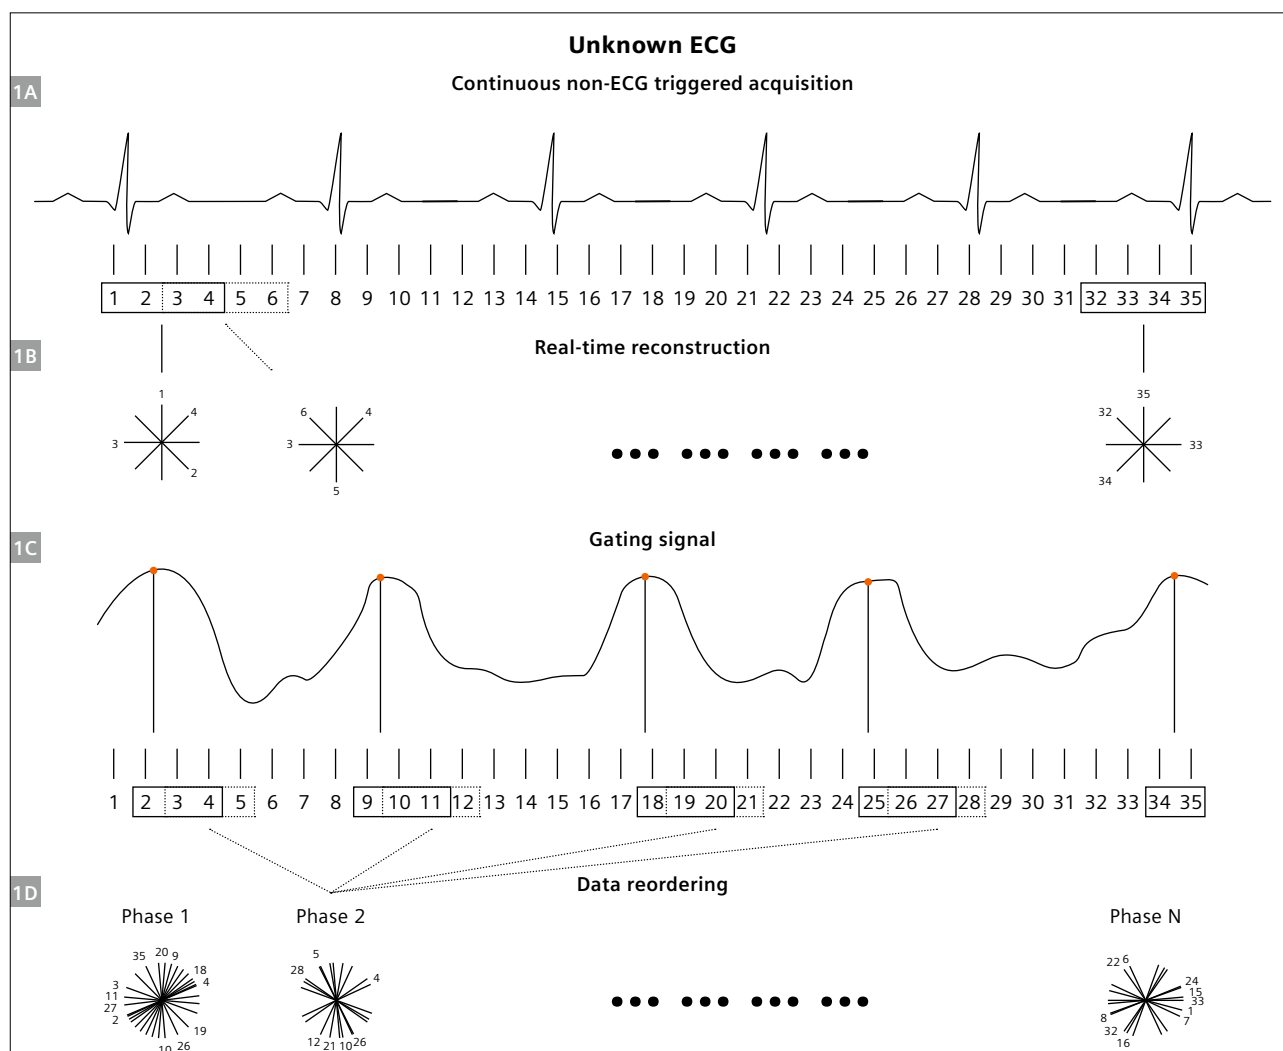 Unknown ECG
1A
Continuous non-ECG triggered acquisition
1 2 3 4 5 6 7 8 9 10 11 12 13 14 15 16 17 18 19 20 21 22 23 24 25 26 27 28 29 30 31 32 33 34 35
1B
Real-time reconstruction
1
4
3
2
6
4
3
5
35
32
33
34
1C
Gating signal
1 2 3 4 5 6 7 8 9 10 11 12 13 14 15 16 17 18 19 20 21 22 23 24 25 26 27 28 29 30 31 32 33 34 35
1D
Data reordering
Phase 1
Phase 2
Phase N
35 20 9
18
4
3
11
27
2
19
10 26
5
28
4
12 21 10 26
22 6
24
15
33
1
7
8
32
16